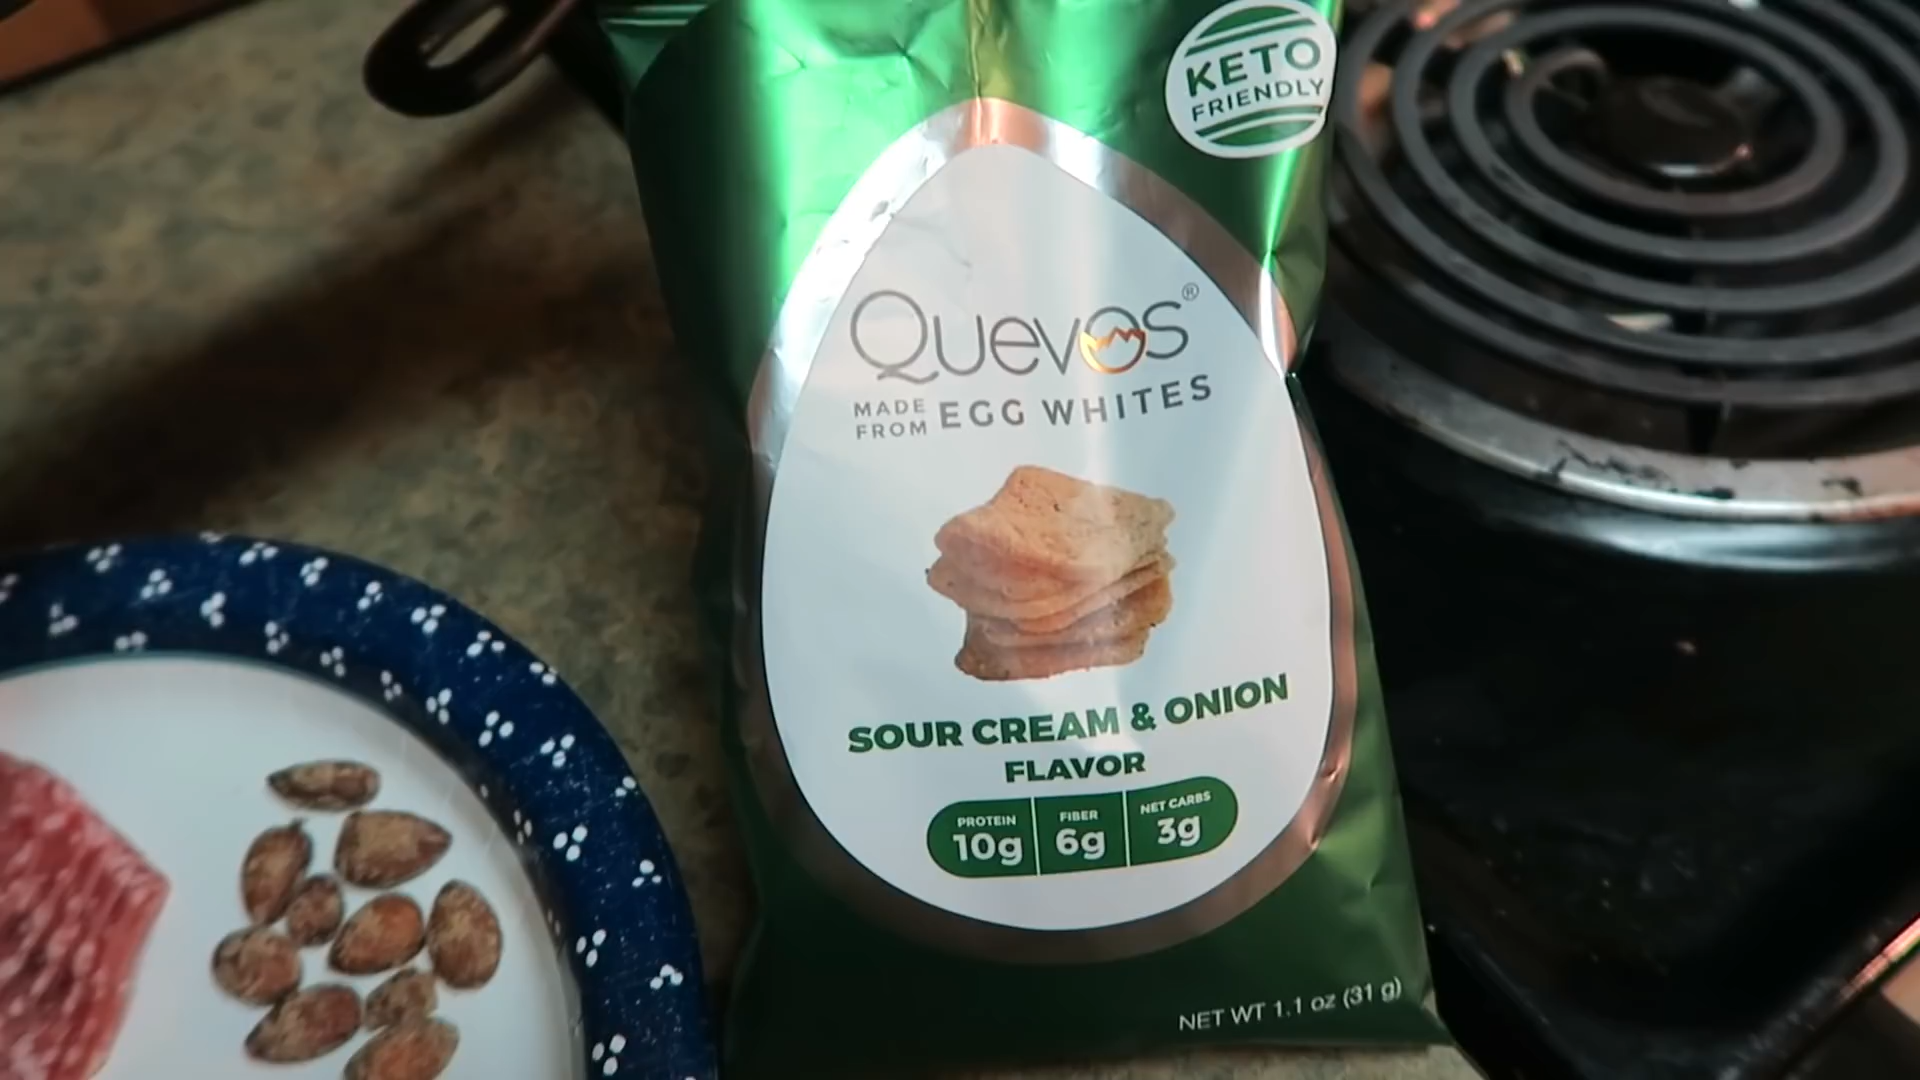 KETO
FRIENDLY
QUEVOS®
MADE
FROM EGG WHITES
SOUR CREAM & ONION
FLAVOR
PROTEIN
10g
FIBER
6g
NET CARBS
3g
NET WT 1.1 oz (31 g)